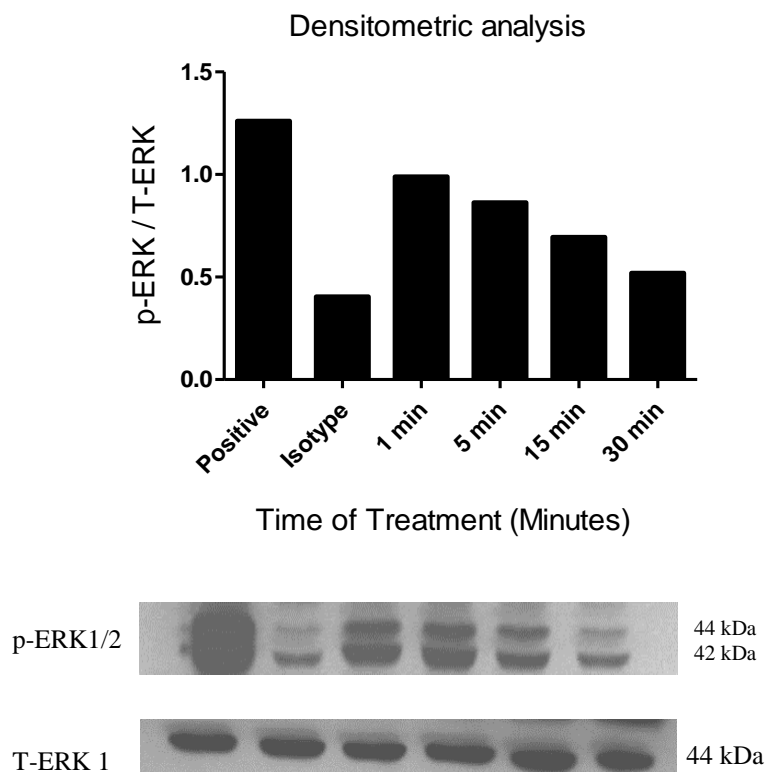 Densitometric analysis
p-ERK / T-ERK
1.5
1.0
0.5
0.0
Positive
Isotype
1 min
5 min
15 min
30 min
Time of Treatment (Minutes)
p-ERK1/2
44 kDa
42 kDa
T-ERK 1
44 kDa